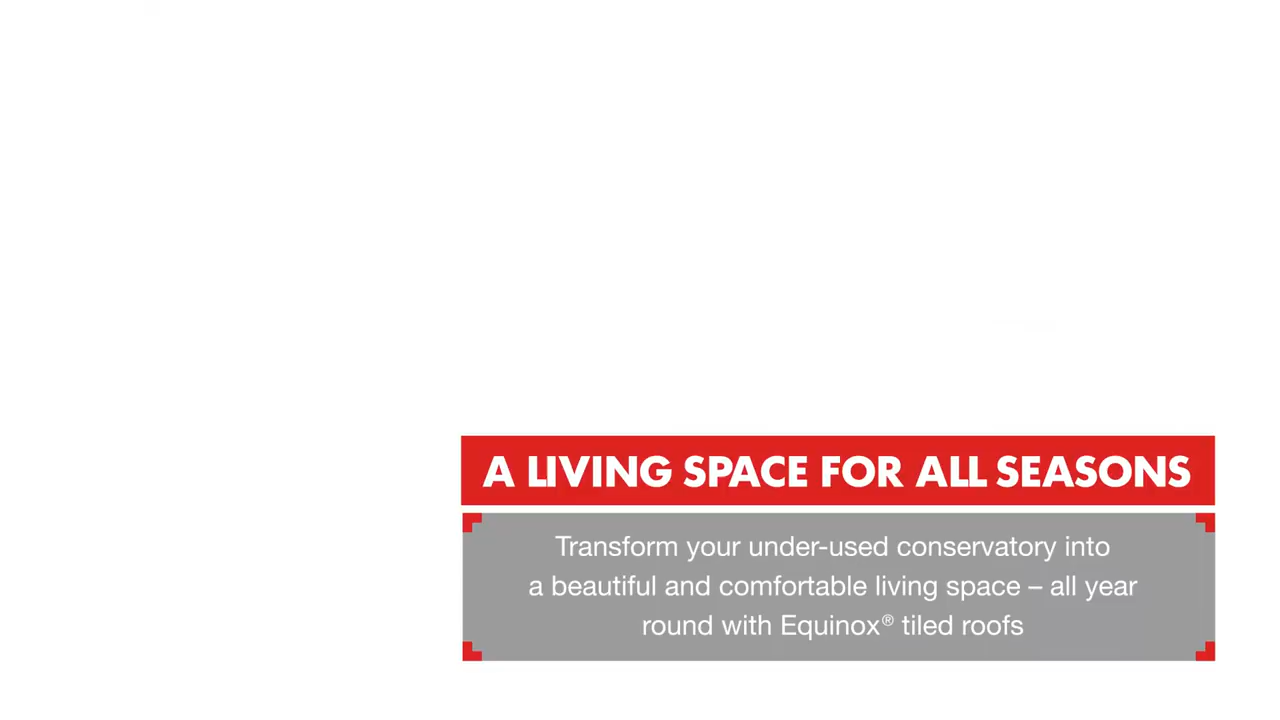 A LIVING SPACE FOR ALL SEASONS
Transform your under-used conservatory into
a beautiful and comfortable living space – all year
round with Equinox® tiled roofs